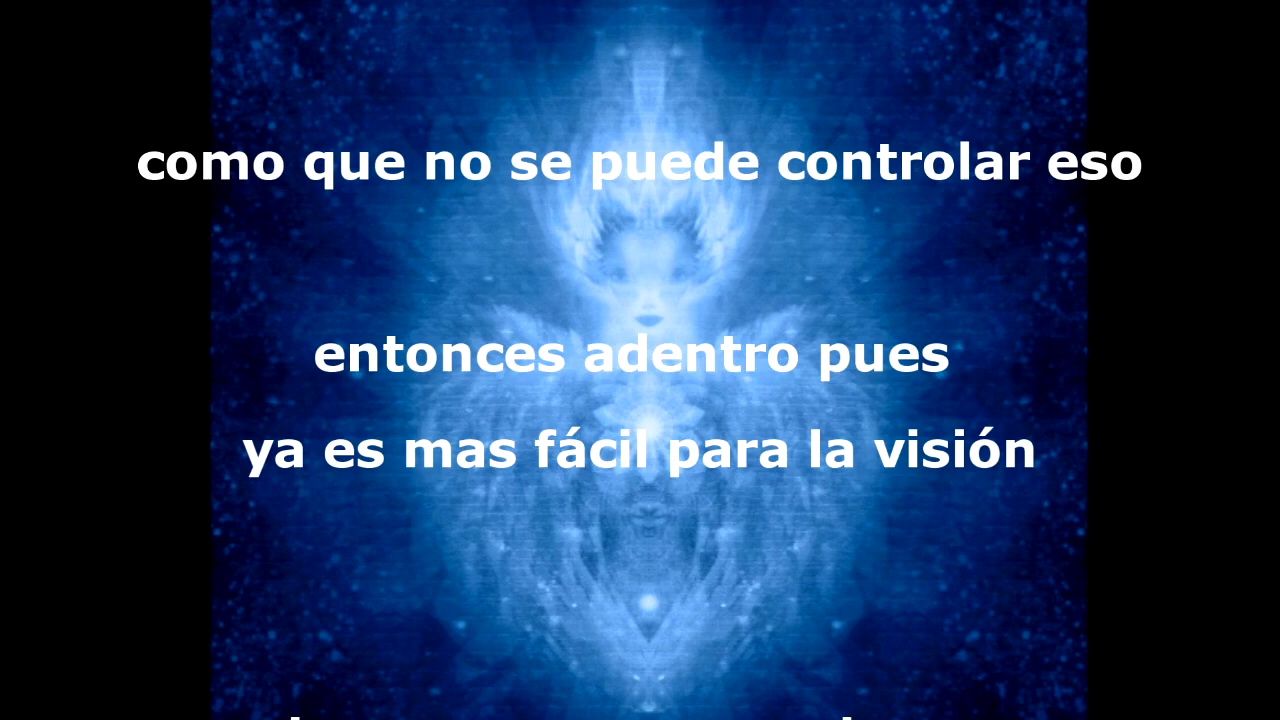 como que no se puede controlar eso
entonces adentro pues
ya es mas fácil para la visión